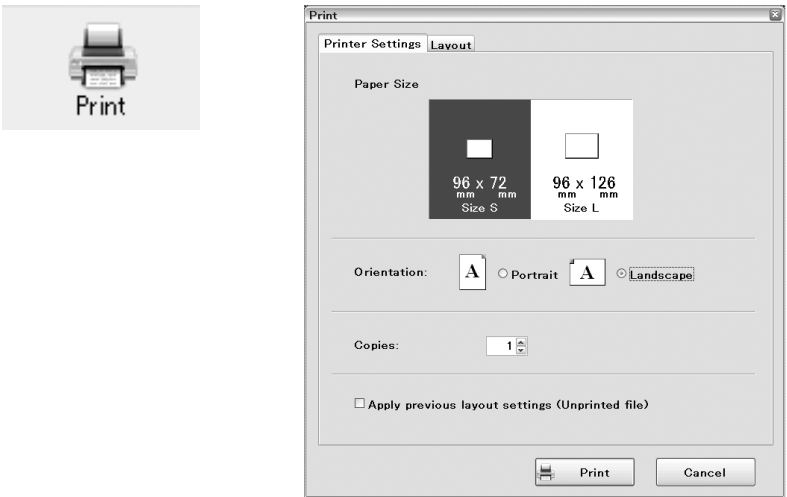 Print
Print
Printer Settings Layout
Paper Size
96 x 72
mm mm
Size S
96 x 126
mm mm
Size L
Orientation: A Portrait A Landscape
Copies: 1
Apply previous layout settings (Unprinted file)
Print Cancel